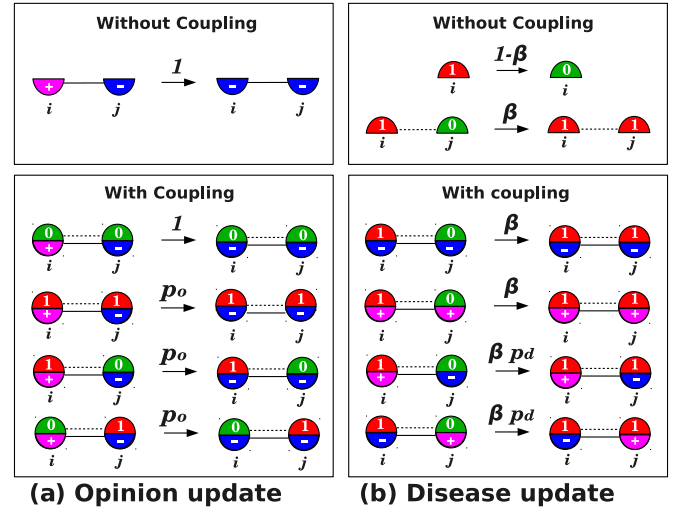 Without Coupling
+ - 1 - -
i j
With Coupling
0 0 1 0 0
+ - - -
i j i j
1 1 po 1 1
+ - - -
i j i j
1 0 po 1 0
+ - - -
i j i j
0 1 po 0 1
+ - - -
i j i j
(a) Opinion update
Without Coupling
1 1-β 0
i i
1 0 β 1 1
i j i j
With coupling
1 0 β 1 1
- - - -
i j i j
1 0 β 1 1
+ + + +
i j i j
1 0 β pd 1 1
+ - + -
i j i j
1 0 β pd 1 1
- + - +
i j i j
(b) Disease update